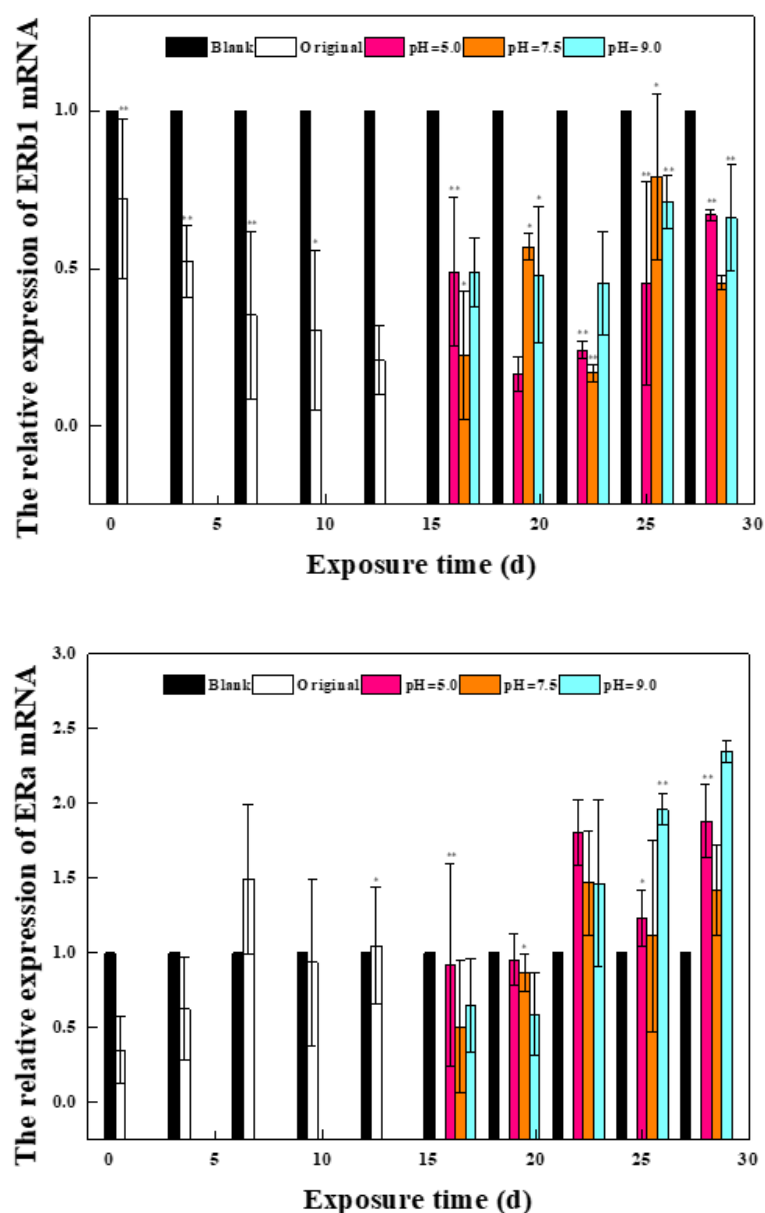 The relative expression of ERb1 mRNA
Blank Original pH=5.0 pH=7.5 pH=9.0
1.0
0.5
0.0
** ** ** * ** * * * ** ** ** * ** ** **
0 5 10 15 20 25 30
Exposure time (d)
The relative expression of ERa mRNA
3.0
Blank Original pH=5.0 pH=7.5 pH=9.0
2.5
2.0
1.5
1.0
0.5
0.0
* ** * * ** **
0 5 10 15 20 25 30
Exposure time (d)